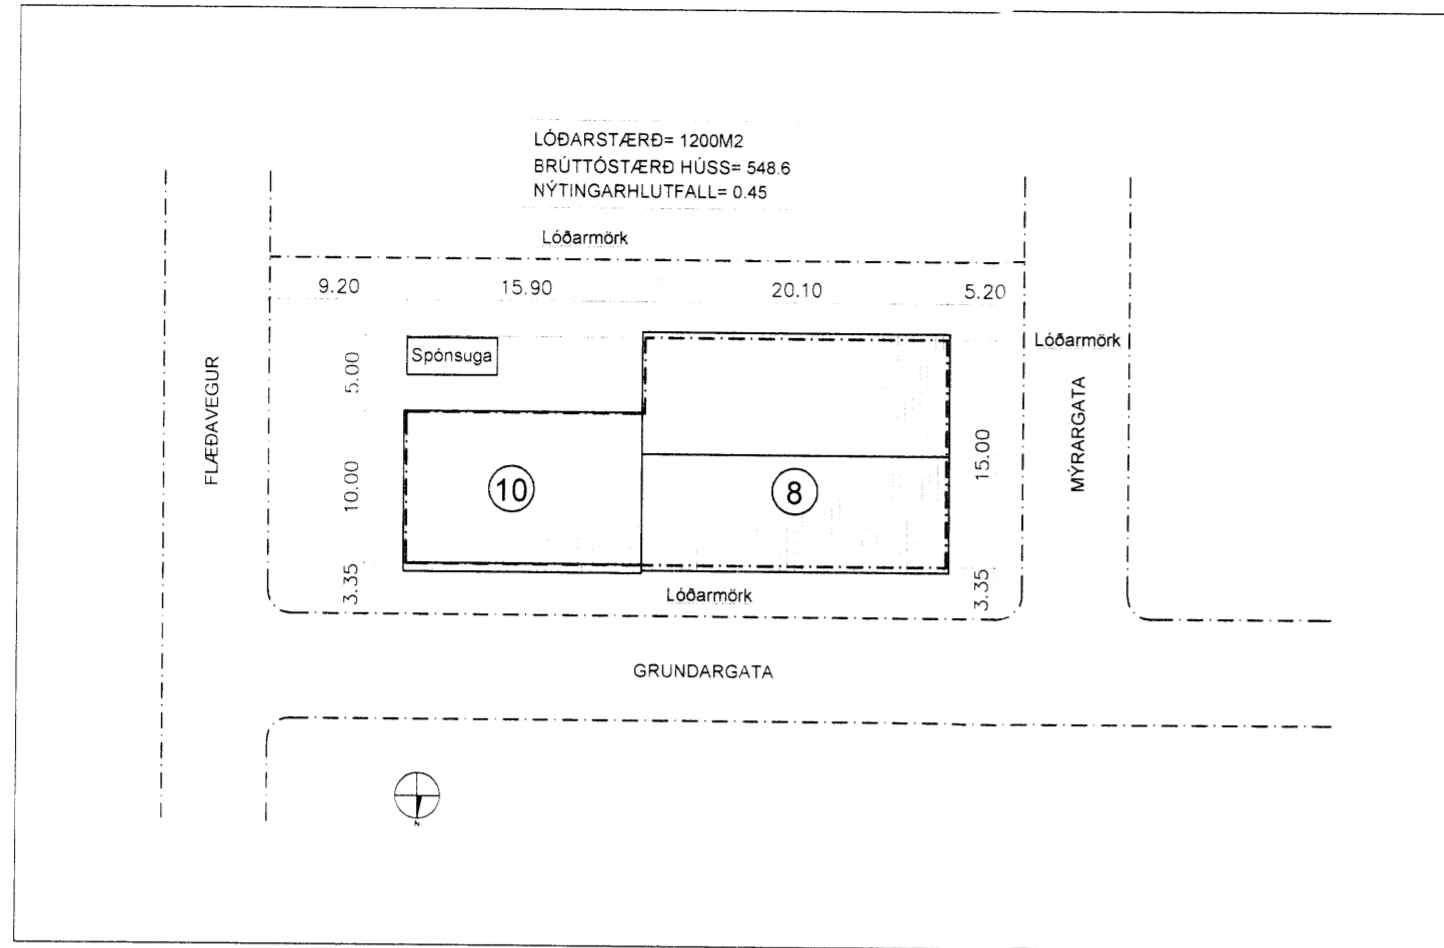 LÓÐARSTÆRÐ= 1200M2
BRÚTTÓSTÆRÐ HÚSS= 548.6
NÝTINGARHLUTFALL= 0.45
Lóðarmörk
9.20 15.90 20.10 5.20
Spónsuga
Lóðarmörk
5.00
FLÆÐAVEGUR
MÝRARGATA
15.00
10.00
10
8
3.35
3.35
Lóðarmörk
GRUNDARGATA
N